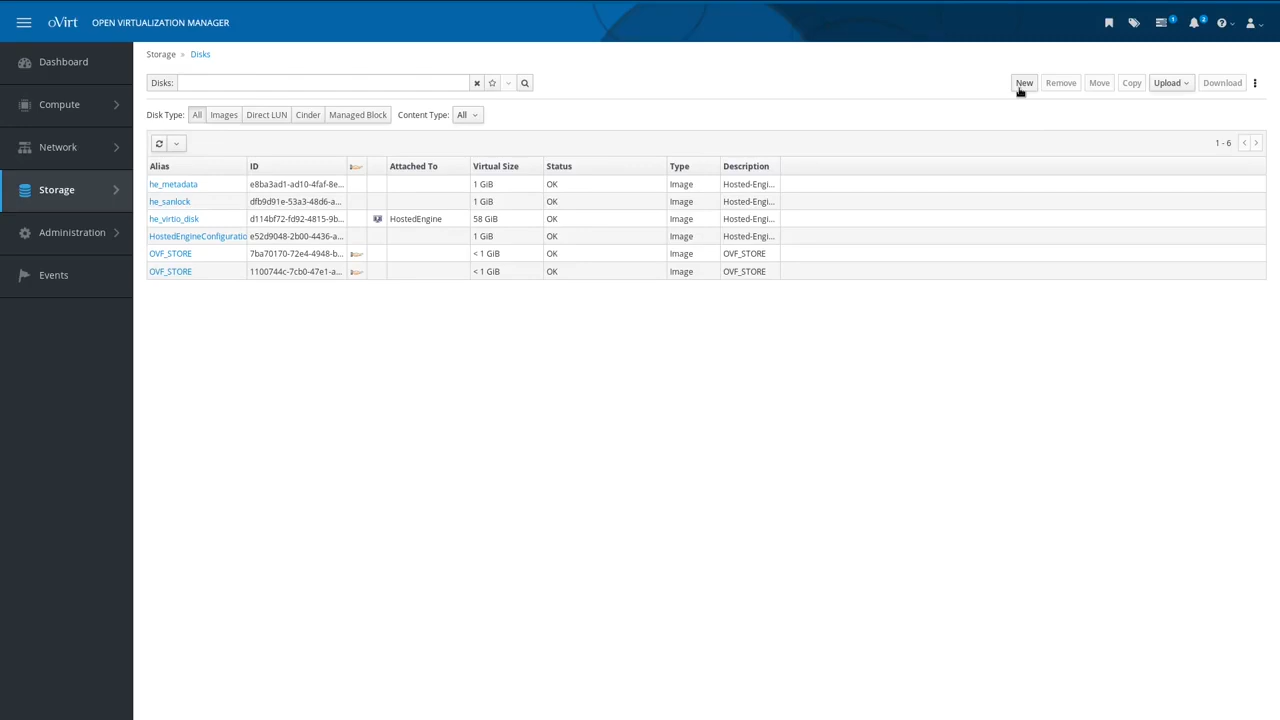 oVirt OPEN VIRTUALIZATION MANAGER 1 2
Dashboard
Compute
Network
Storage
Administration
Events
Storage » Disks
Disks: New Remove Move Copy Upload Download
Disk Type: All Images Direct LUN Cinder Managed Block Content Type: All
1 - 6
Alias ID Attached To Virtual Size Status Type Description
he_metadata e8ba3ad1-ad10-4faf-8e... 1 GiB OK Image Hosted-Engi...
he_sanlock dfb9d91e-53a3-48d6-a... 1 GiB OK Image Hosted-Engi...
he_virtio_disk d114bf72-fd92-4815-9b... HostedEngine 58 GiB OK Image Hosted-Engi...
HostedEngineConfiguratio e52d9048-2b00-4436-a... 1 GiB OK Image Hosted-Engi...
OVF_STORE 7ba70170-72e4-4948-b... < 1 GiB OK Image OVF_STORE
OVF_STORE 1100744c-7cb0-47e1-a... < 1 GiB OK Image OVF_STORE